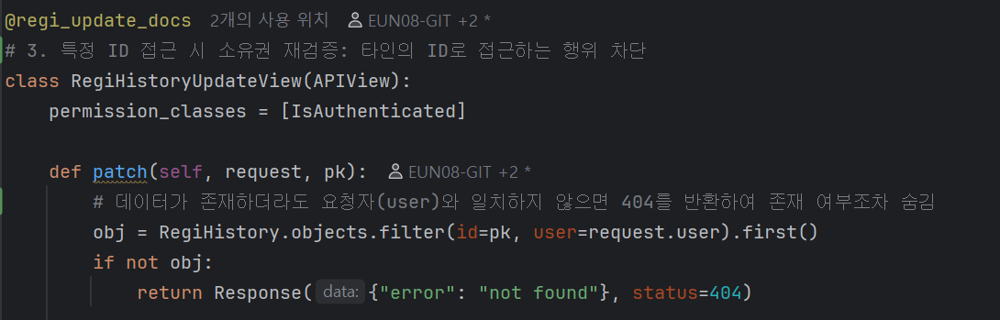 @regi_update_docs 2개의 사용 위치 EUN08-GIT +2 *
# 3. 특정 ID 접근 시 소유권 재검증: 타인의 ID로 접근하는 행위 차단
class RegiHistoryUpdateView(APIView):
permission_classes = [IsAuthenticated]
def patch(self, request, pk): EUN08-GIT +2 *
# 데이터가 존재하더라도 요청자(user)와 일치하지 않으면 404를 반환하여 존재 여부조차 숨김
obj = RegiHistory.objects.filter(id=pk, user=request.user).first()
if not obj:
return Response( data: {"error": "not found"}, status=404)